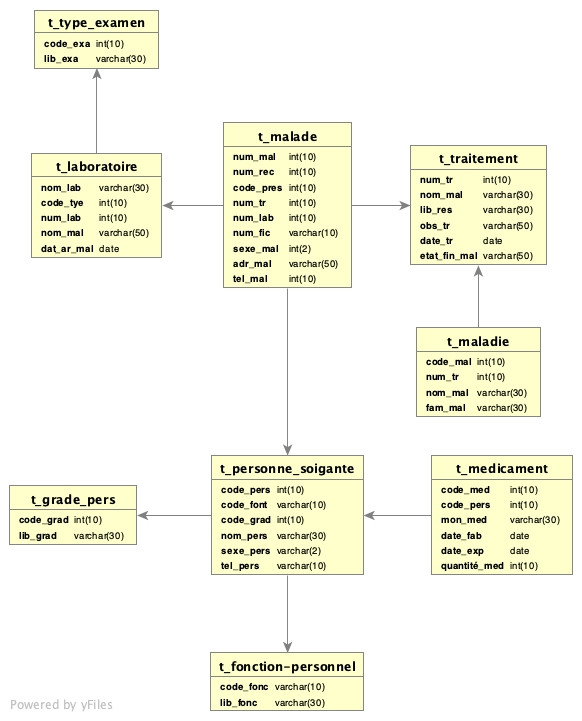 t_type_examen
code_exa int(10)
lib_exa varchar(30)
t_malade
num_mal int(10)
num_rec int(10)
code_pres int(10)
num_tr int(10)
num_lab int(10)
num_fic varchar(10)
sexe_mal int(2)
adr_mal varchar(50)
tel_mal int(10)
t_laboratoire
nom_lab varchar(30)
code_tye int(10)
num_lab int(10)
nom_mal varchar(50)
dat_ar_mal date
t_traitement
num_tr int(10)
nom_mal varchar(30)
lib_res varchar(30)
obs_tr varchar(50)
date_tr date
etat_fin_mal varchar(50)
t_maladie
code_mal int(10)
num_tr int(10)
nom_mal varchar(30)
fam_mal varchar(30)
t_personne_soigante
code_pers int(10)
code_font varchar(10)
code_grad int(10)
nom_pers varchar(30)
sexe_pers varchar(2)
tel_pers varchar(10)
t_medicament
code_med int(10)
code_pers int(10)
mon_med varchar(30)
date_fab date
date_exp date
quantité_med int(10)
t_grade_pers
code_grad int(10)
lib_grad varchar(30)
t_fonction-personnel
code_fonc varchar(10)
lib_fonc varchar(30)
Powered by yFiles